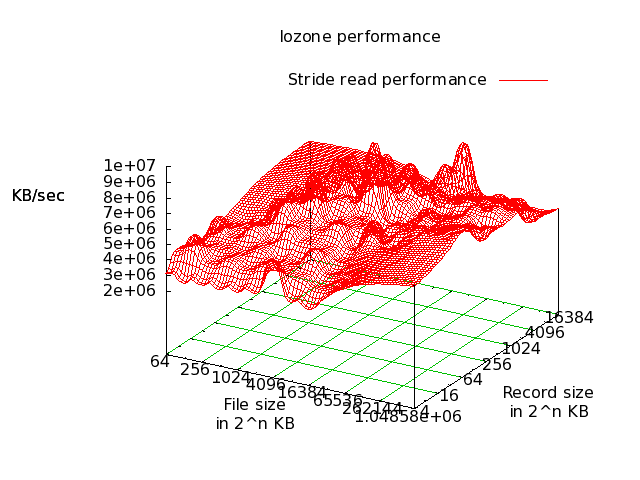 Iozone performance
Stride read performance
KB/sec
1e+07
9e+06
8e+06
7e+06
6e+06
5e+06
4e+06
3e+06
2e+06
64
256
1024
4096
16384
65536
262144
1.04858e+06
File size
in 2^n KB
4
16
64
256
1024
4096
16384
Record size
in 2^n KB